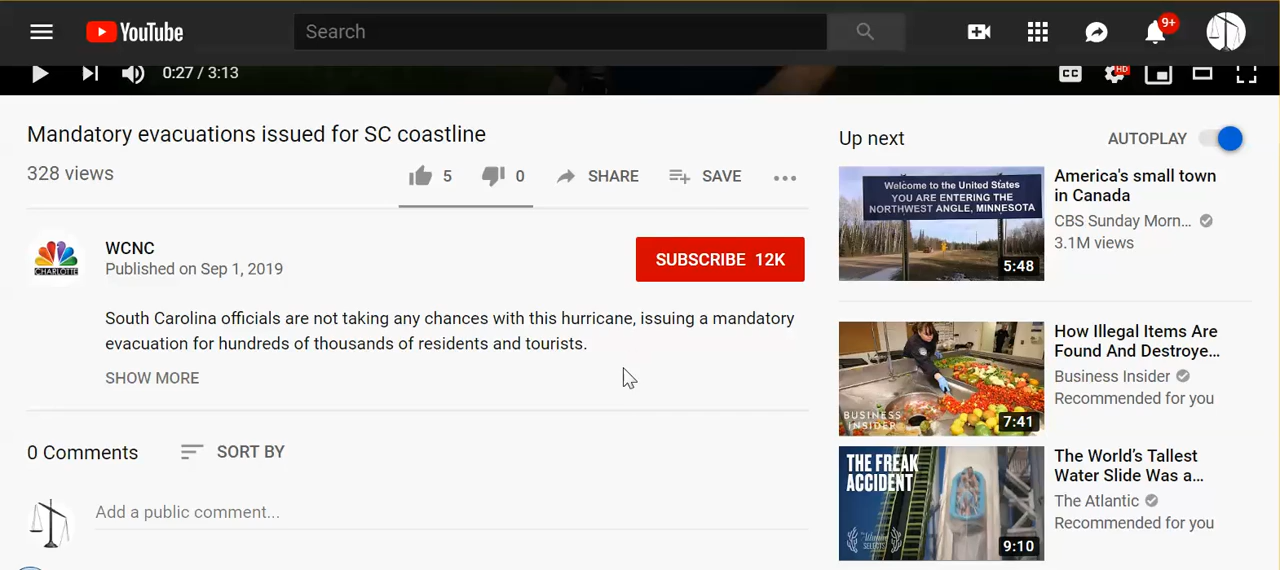 YouTube
Search
9+
0:27 / 3:13
CC
HD
Mandatory evacuations issued for SC coastline
328 views
5
0
SHARE
SAVE
WCNC
Published on Sep 1, 2019
CHARLOTTE
SUBSCRIBE 12K
South Carolina officials are not taking any chances with this hurricane, issuing a mandatory
evacuation for hundreds of thousands of residents and tourists.
SHOW MORE
0 Comments
SORT BY
Add a public comment...
Up next
AUTOPLAY
Welcome to the United States
YOU ARE ENTERING THE
NORTHWEST ANGLE, MINNESOTA
5:48
America's small town
in Canada
CBS Sunday Morn...
3.1M views
BUSINESS
INSIDER
7:41
How Illegal Items Are
Found And Destroye...
Business Insider
Recommended for you
THE FREAK
ACCIDENT
SELECTS
9:10
The World's Tallest
Water Slide Was a...
The Atlantic
Recommended for you